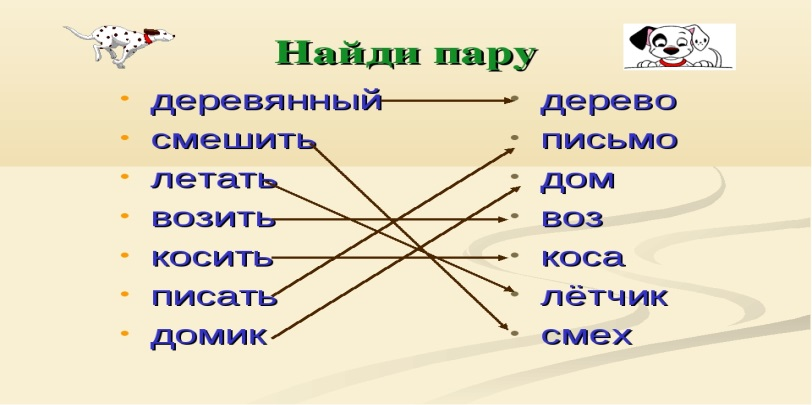 Найди пару
• деревянный • дерево
• смешить • письмо
• летать • дом
• возить • воз
• косить • коса
• писать • лётчик
• домик • смех